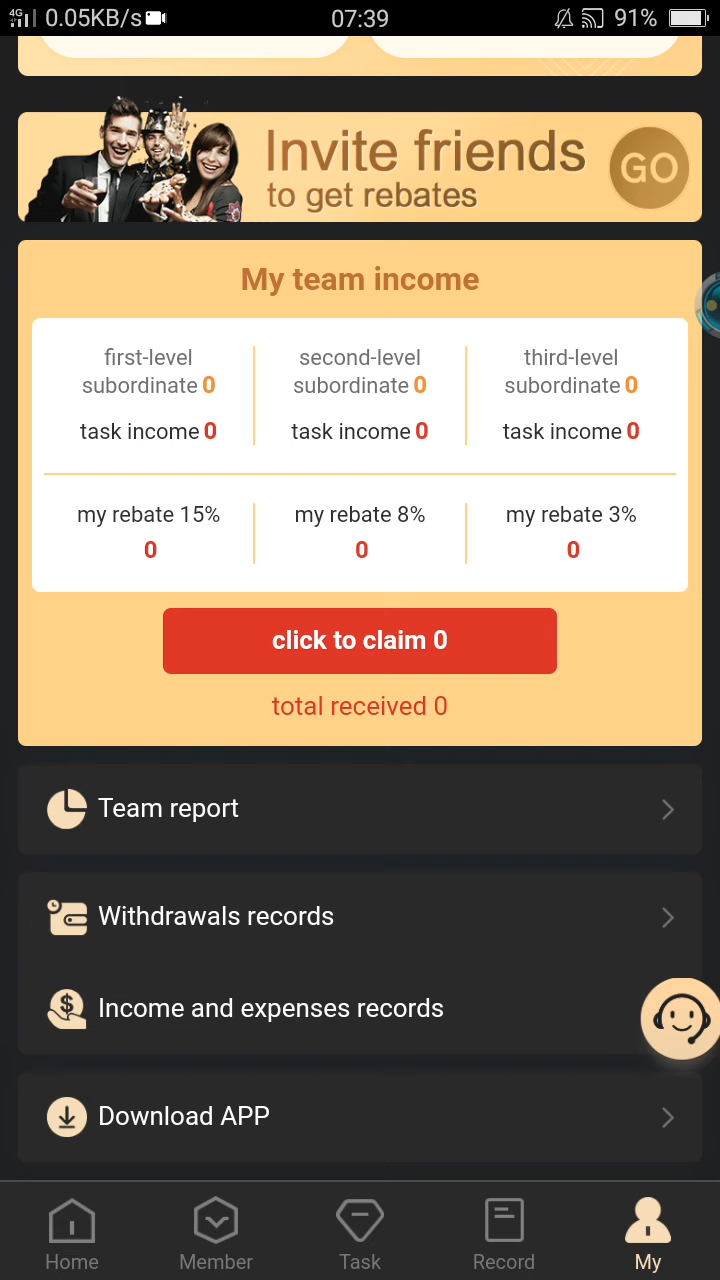 4G 0.05KB/s 07:39 91%
Invite friends
to get rebates
GO
My team income
first-level
subordinate 0
task income 0
second-level
subordinate 0
task income 0
third-level
subordinate 0
task income 0
my rebate 15%
0
my rebate 8%
0
my rebate 3%
0
click to claim 0
total received 0
Team report
Withdrawals records
Income and expenses records
Download APP
Home
Member
Task
Record
My